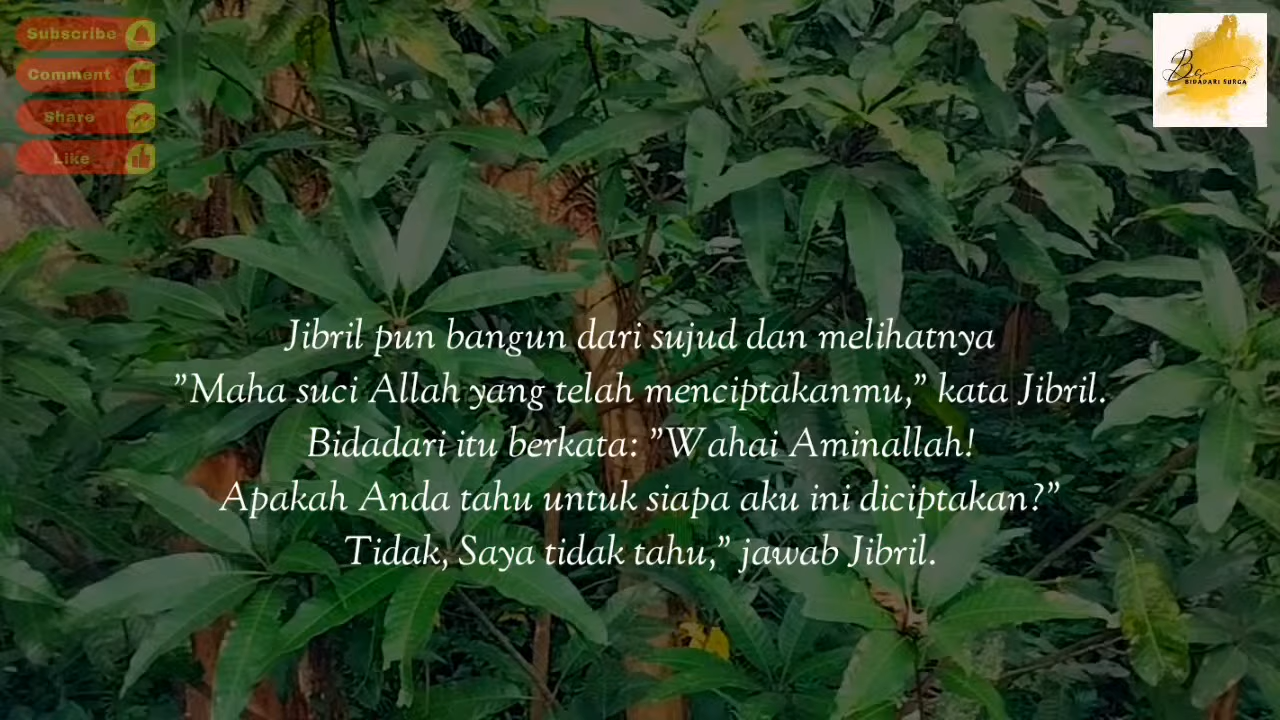 Subscribe
Comment
Share
Like
BIDADARI SURGA
Jibril pun bangun dari sujud dan melihatnya
”Maha suci Allah yang telah menciptakanmu,” kata Jibril.
Bidadari itu berkata: ”Wahai Aminallah!
Apakah Anda tahu untuk siapa aku ini diciptakan?”
Tidak, Saya tidak tahu,” jawab Jibril.